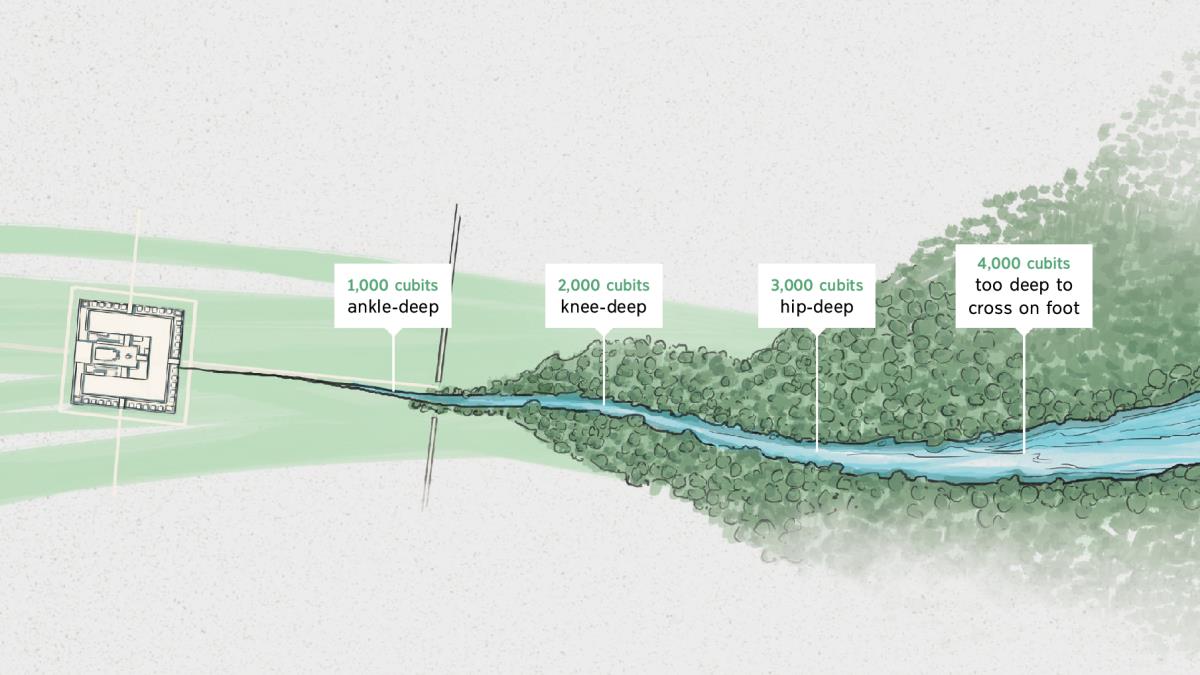 1,000 cubits
ankle-deep
2,000 cubits
knee-deep
3,000 cubits
hip-deep
4,000 cubits
too deep to
cross on foot